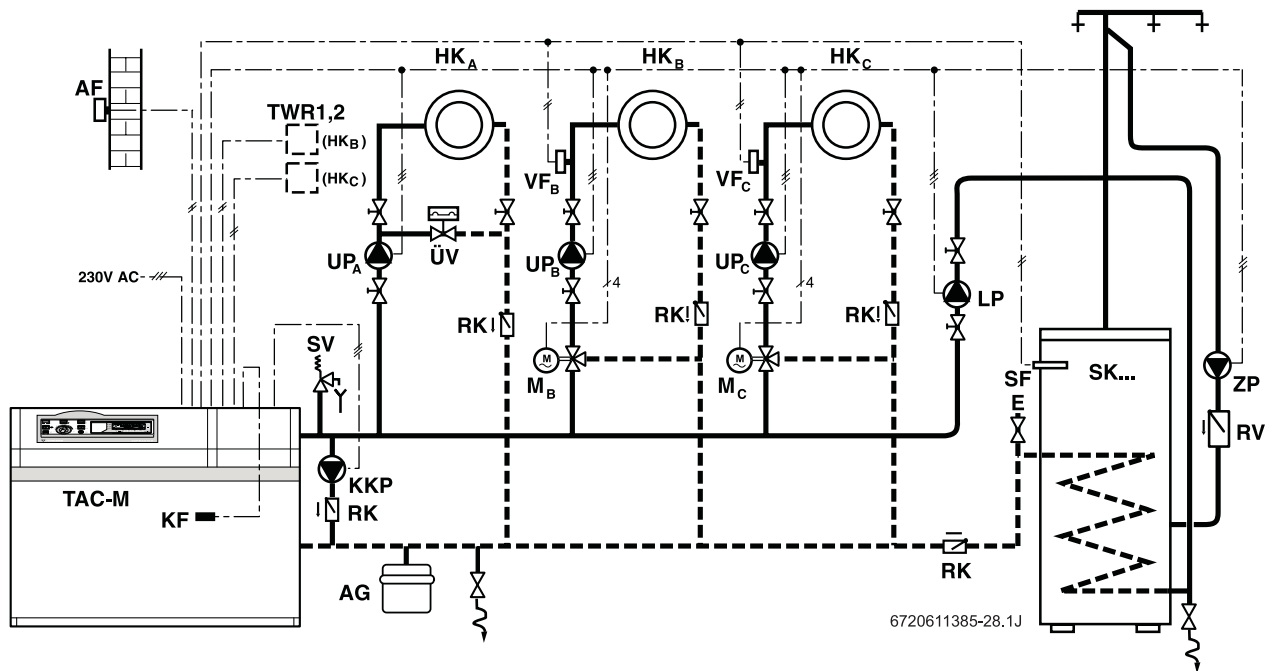 HK A
HK B
HK C
AF
TWR1,2
(HK B)
(HK C)
VF B
VF C
UP A
ÜV
UP B
UP C
230V AC
4
4
LP
RK
RK
RK
SV
M
M B
M
M C
SF
E
SK...
ZP
RV
TAC-M
KF
KKP
RK
AG
RK
6720611385-28.1J